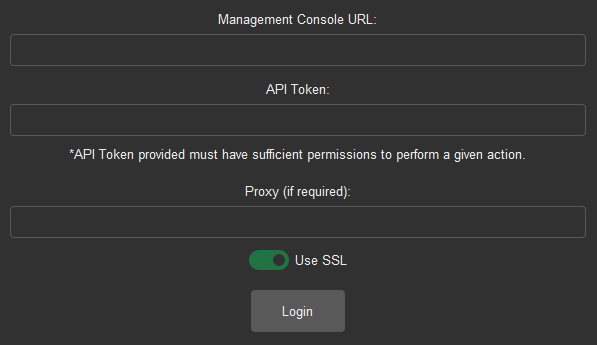 Management Console URL:
API Token:
*API Token provided must have sufficient permissions to perform a given action.
Proxy (if required):
Use SSL
Login